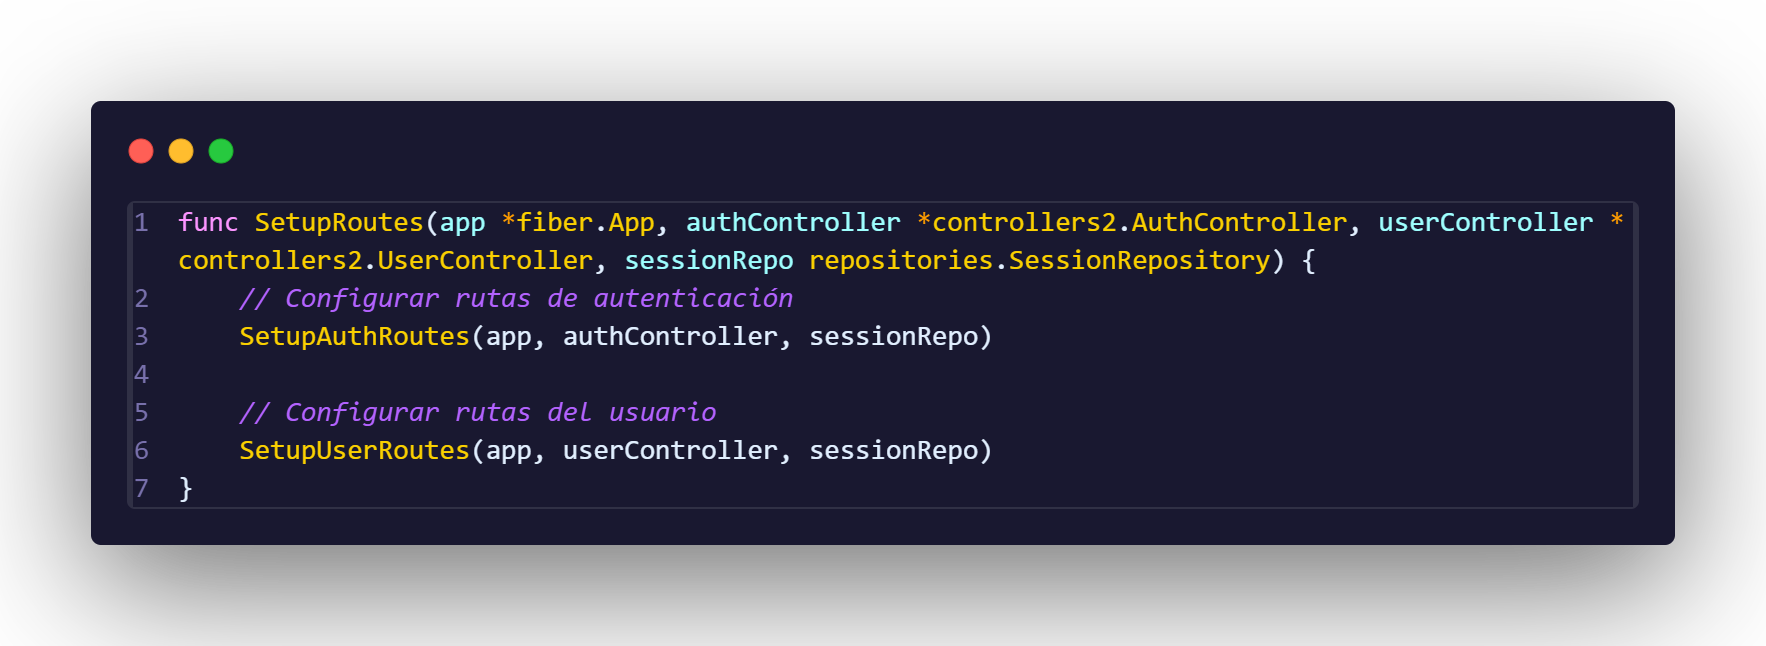 1 func SetupRoutes(app *fiber.App, authController *controllers2.AuthController, userController *
controllers2.UserController, sessionRepo repositories.SessionRepository) {
2     // Configurar rutas de autenticación
3     SetupAuthRoutes(app, authController, sessionRepo)
4
5     // Configurar rutas del usuario
6     SetupUserRoutes(app, userController, sessionRepo)
7 }